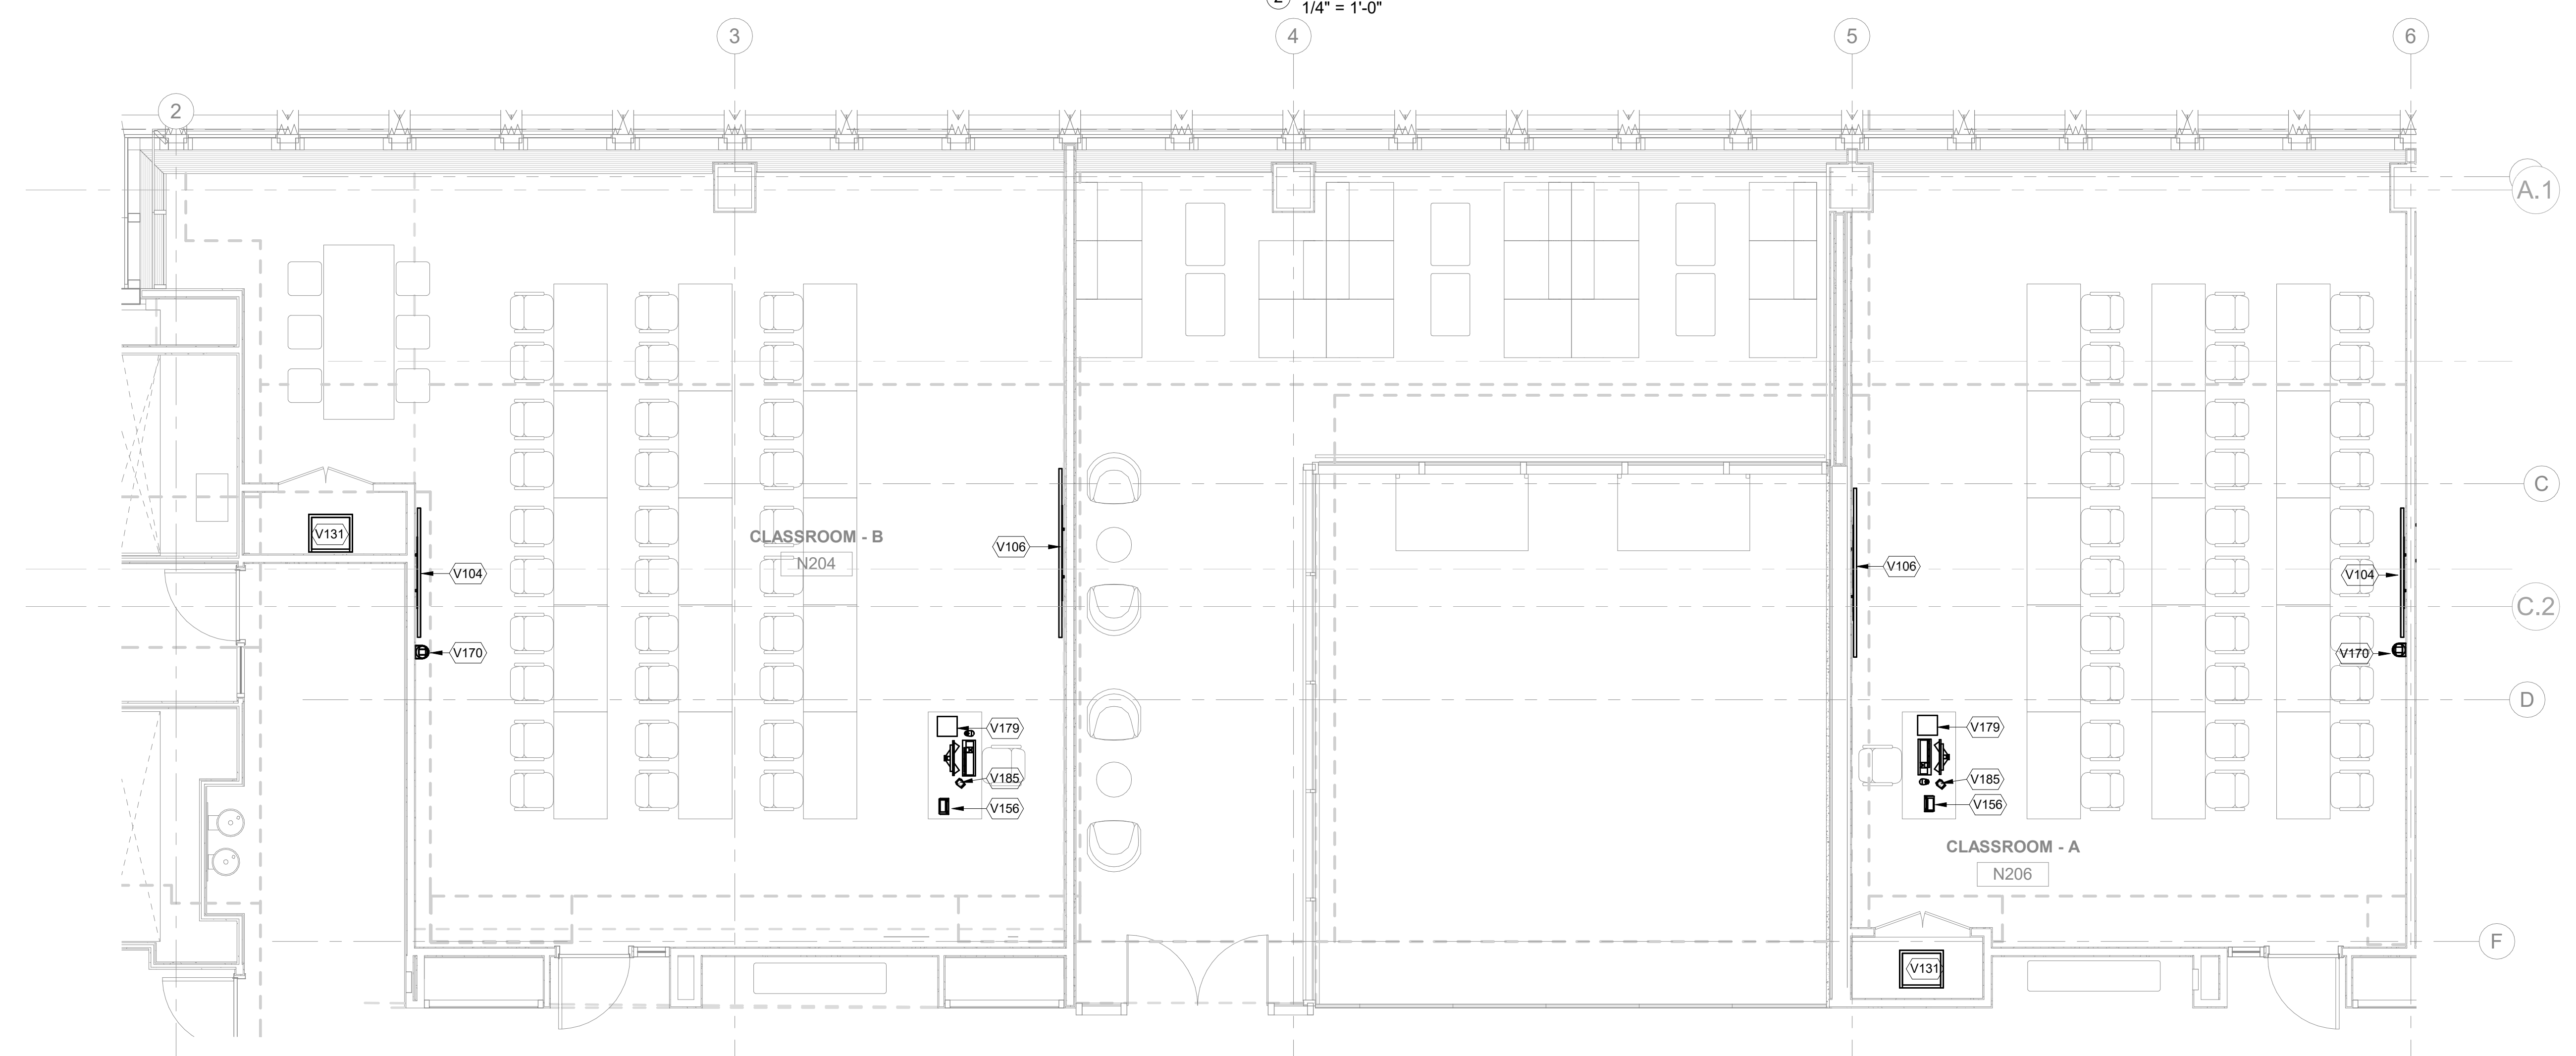 2
1/4" = 1'-0"
3
4
5
6
2
A.1
C
V131
CLASSROOM - B
V106
N204
V104
V106
V104
C.2
V170
V170
D
V179
V179
V185
V185
V156
V156
CLASSROOM - A
N206
F
V131